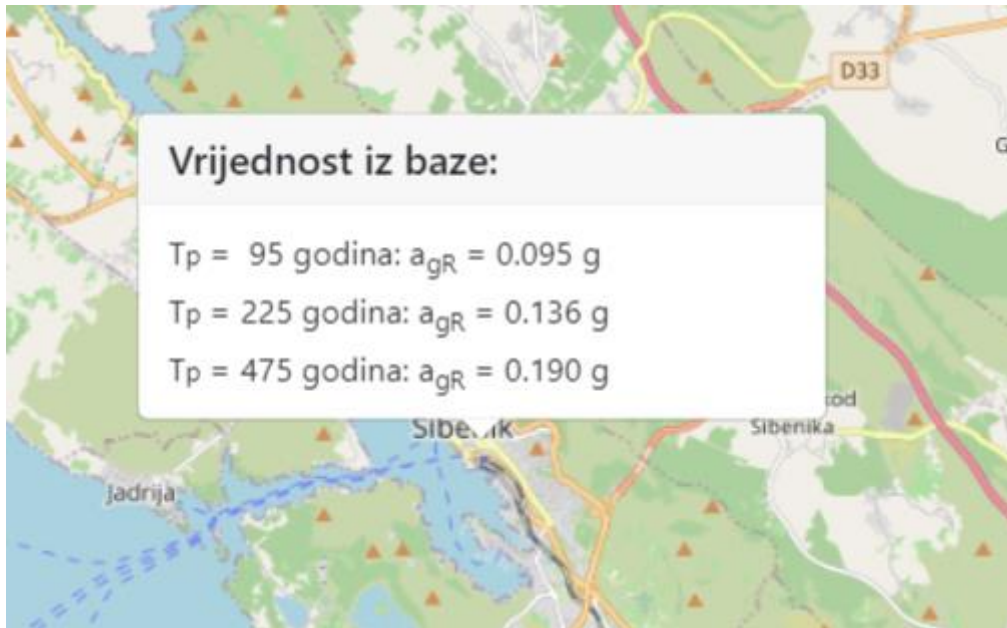 D33
G
Vrijednost iz baze:
Tp = 95 godina: agR = 0.095 g
Tp = 225 godina: agR = 0.136 g
Tp = 475 godina: agR = 0.190 g
kod
Šibenika
Jadrija